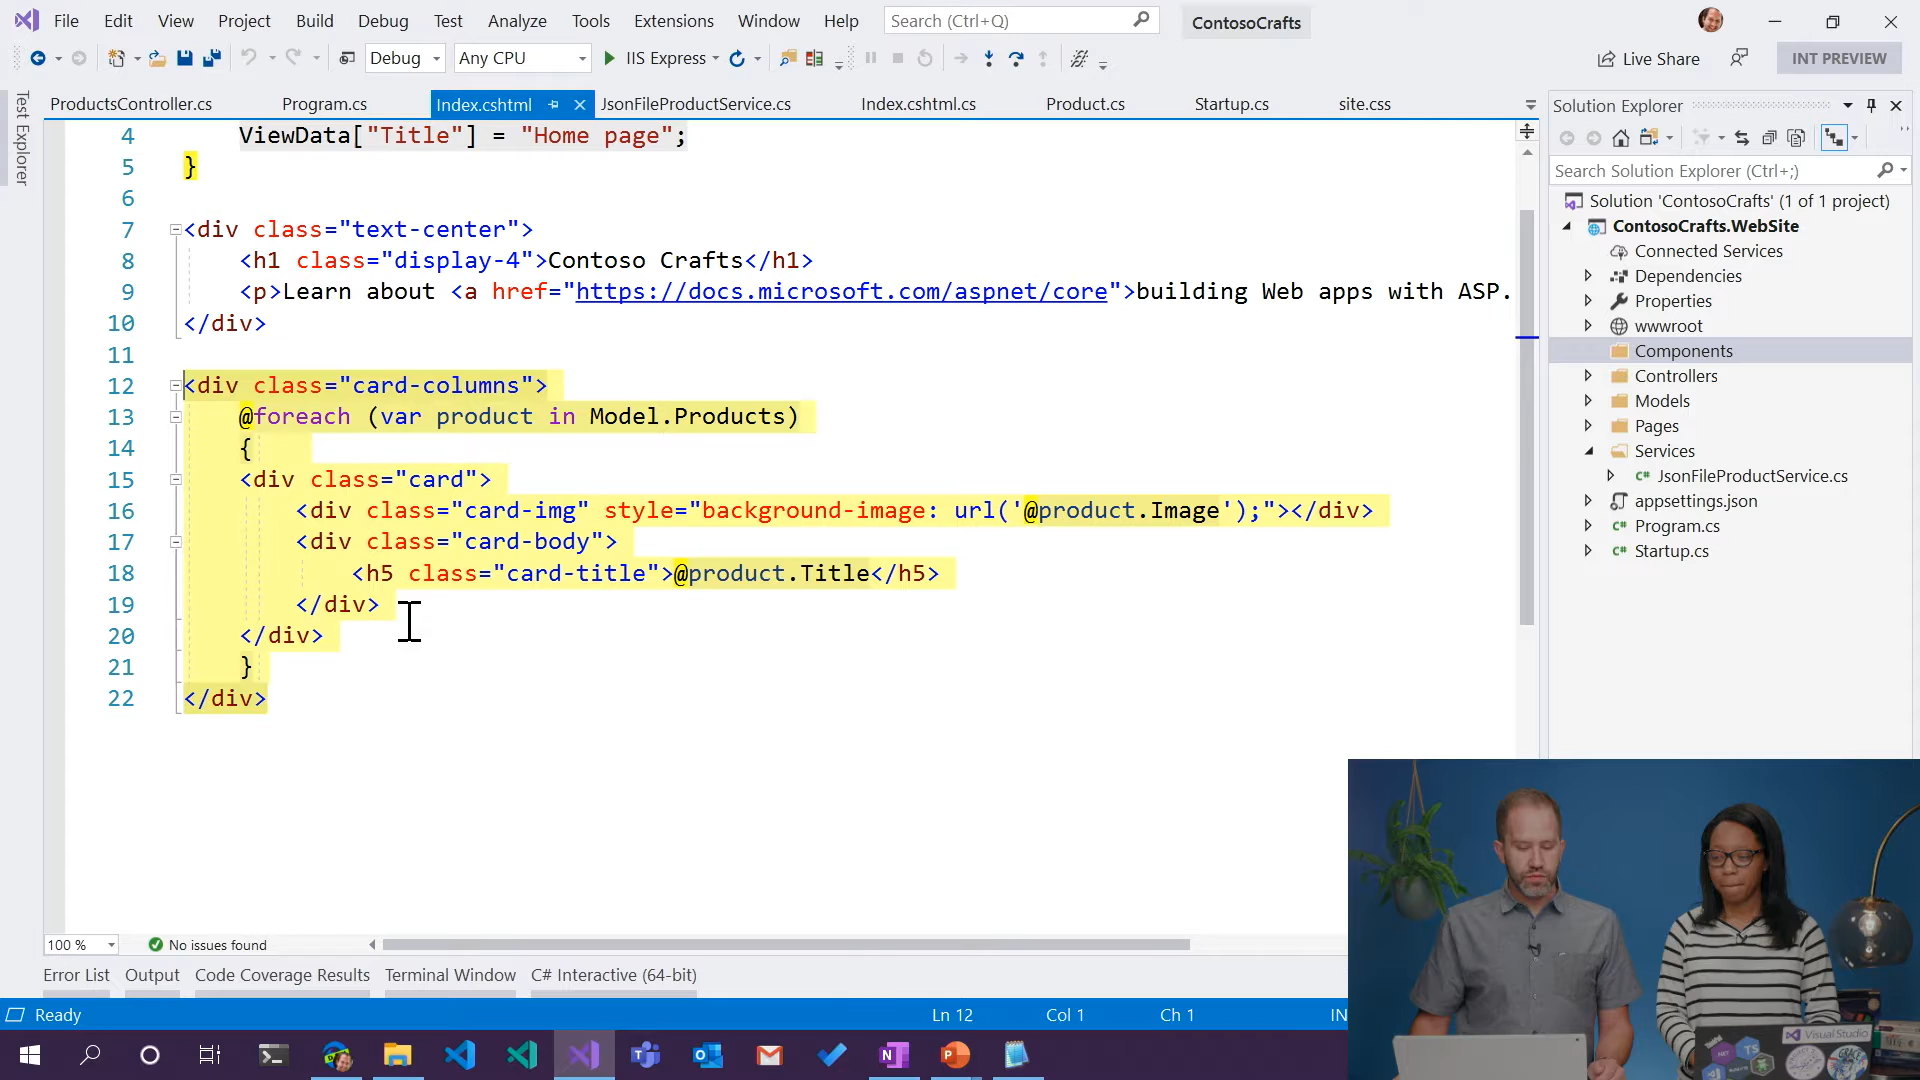 File Edit View Project Build Debug Test Analyze Tools Extensions Window Help Search (Ctrl+Q) ContosoCrafts
Debug Any CPU IIS Express Live Share INT PREVIEW
Test Explorer
ProductsController.cs Program.cs Index.cshtml JsonFileProductService.cs Index.cshtml.cs Product.cs Startup.cs site.css
4 ViewData["Title"] = "Home page";
5 }
6
7 <div class="text-center">
8 <h1 class="display-4">Contoso Crafts</h1>
9 <p>Learn about <a href="https://docs.microsoft.com/aspnet/core">building Web apps with ASP.
10 </div>
11
12 <div class="card-columns">
13 @foreach (var product in Model.Products)
14 {
15 <div class="card">
16 <div class="card-img" style="background-image: url('@product.Image');"></div>
17 <div class="card-body">
18 <h5 class="card-title">@product.Title</h5>
19 </div>
20 </div>
21 }
22 </div>
100 % No issues found
Error List Output Code Coverage Results Terminal Window C# Interactive (64-bit)
Ready Ln 12 Col 1 Ch 1 IN
Solution Explorer
Search Solution Explorer (Ctrl+;)
Solution 'ContosoCrafts' (1 of 1 project)
ContosoCrafts.WebSite
Connected Services
Dependencies
Properties
wwwroot
Components
Controllers
Models
Pages
Services
C# JsonFileProductService.cs
appsettings.json
C# Program.cs
C# Startup.cs
Visual Studio
.NET
TS